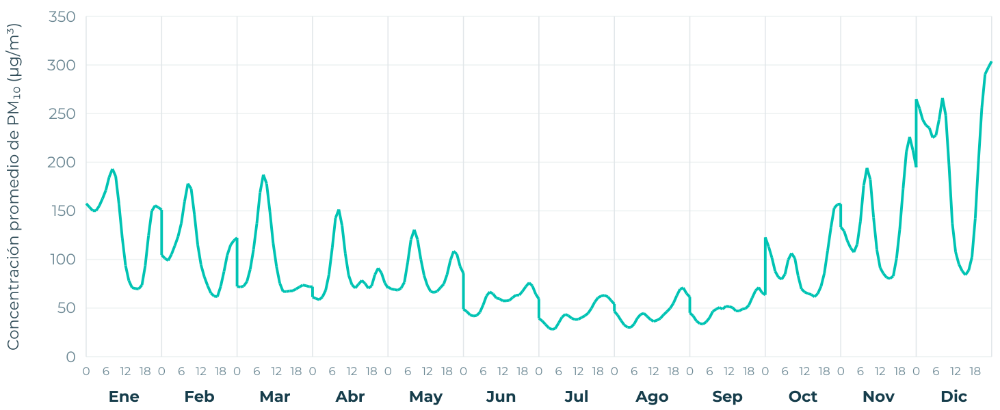 Concentración promedio de PM₁₀ (µg/m³)
350
300
250
200
150
100
50
0
0 6 12 18 0 6 12 18 0 6 12 18 0 6 12 18 0 6 12 18 0 6 12 18 0 6 12 18 0 6 12 18 0 6 12 18 0 6 12 18 0 6 12 18 0 6 12 18
Ene Feb Mar Abr May Jun Jul Ago Sep Oct Nov Dic